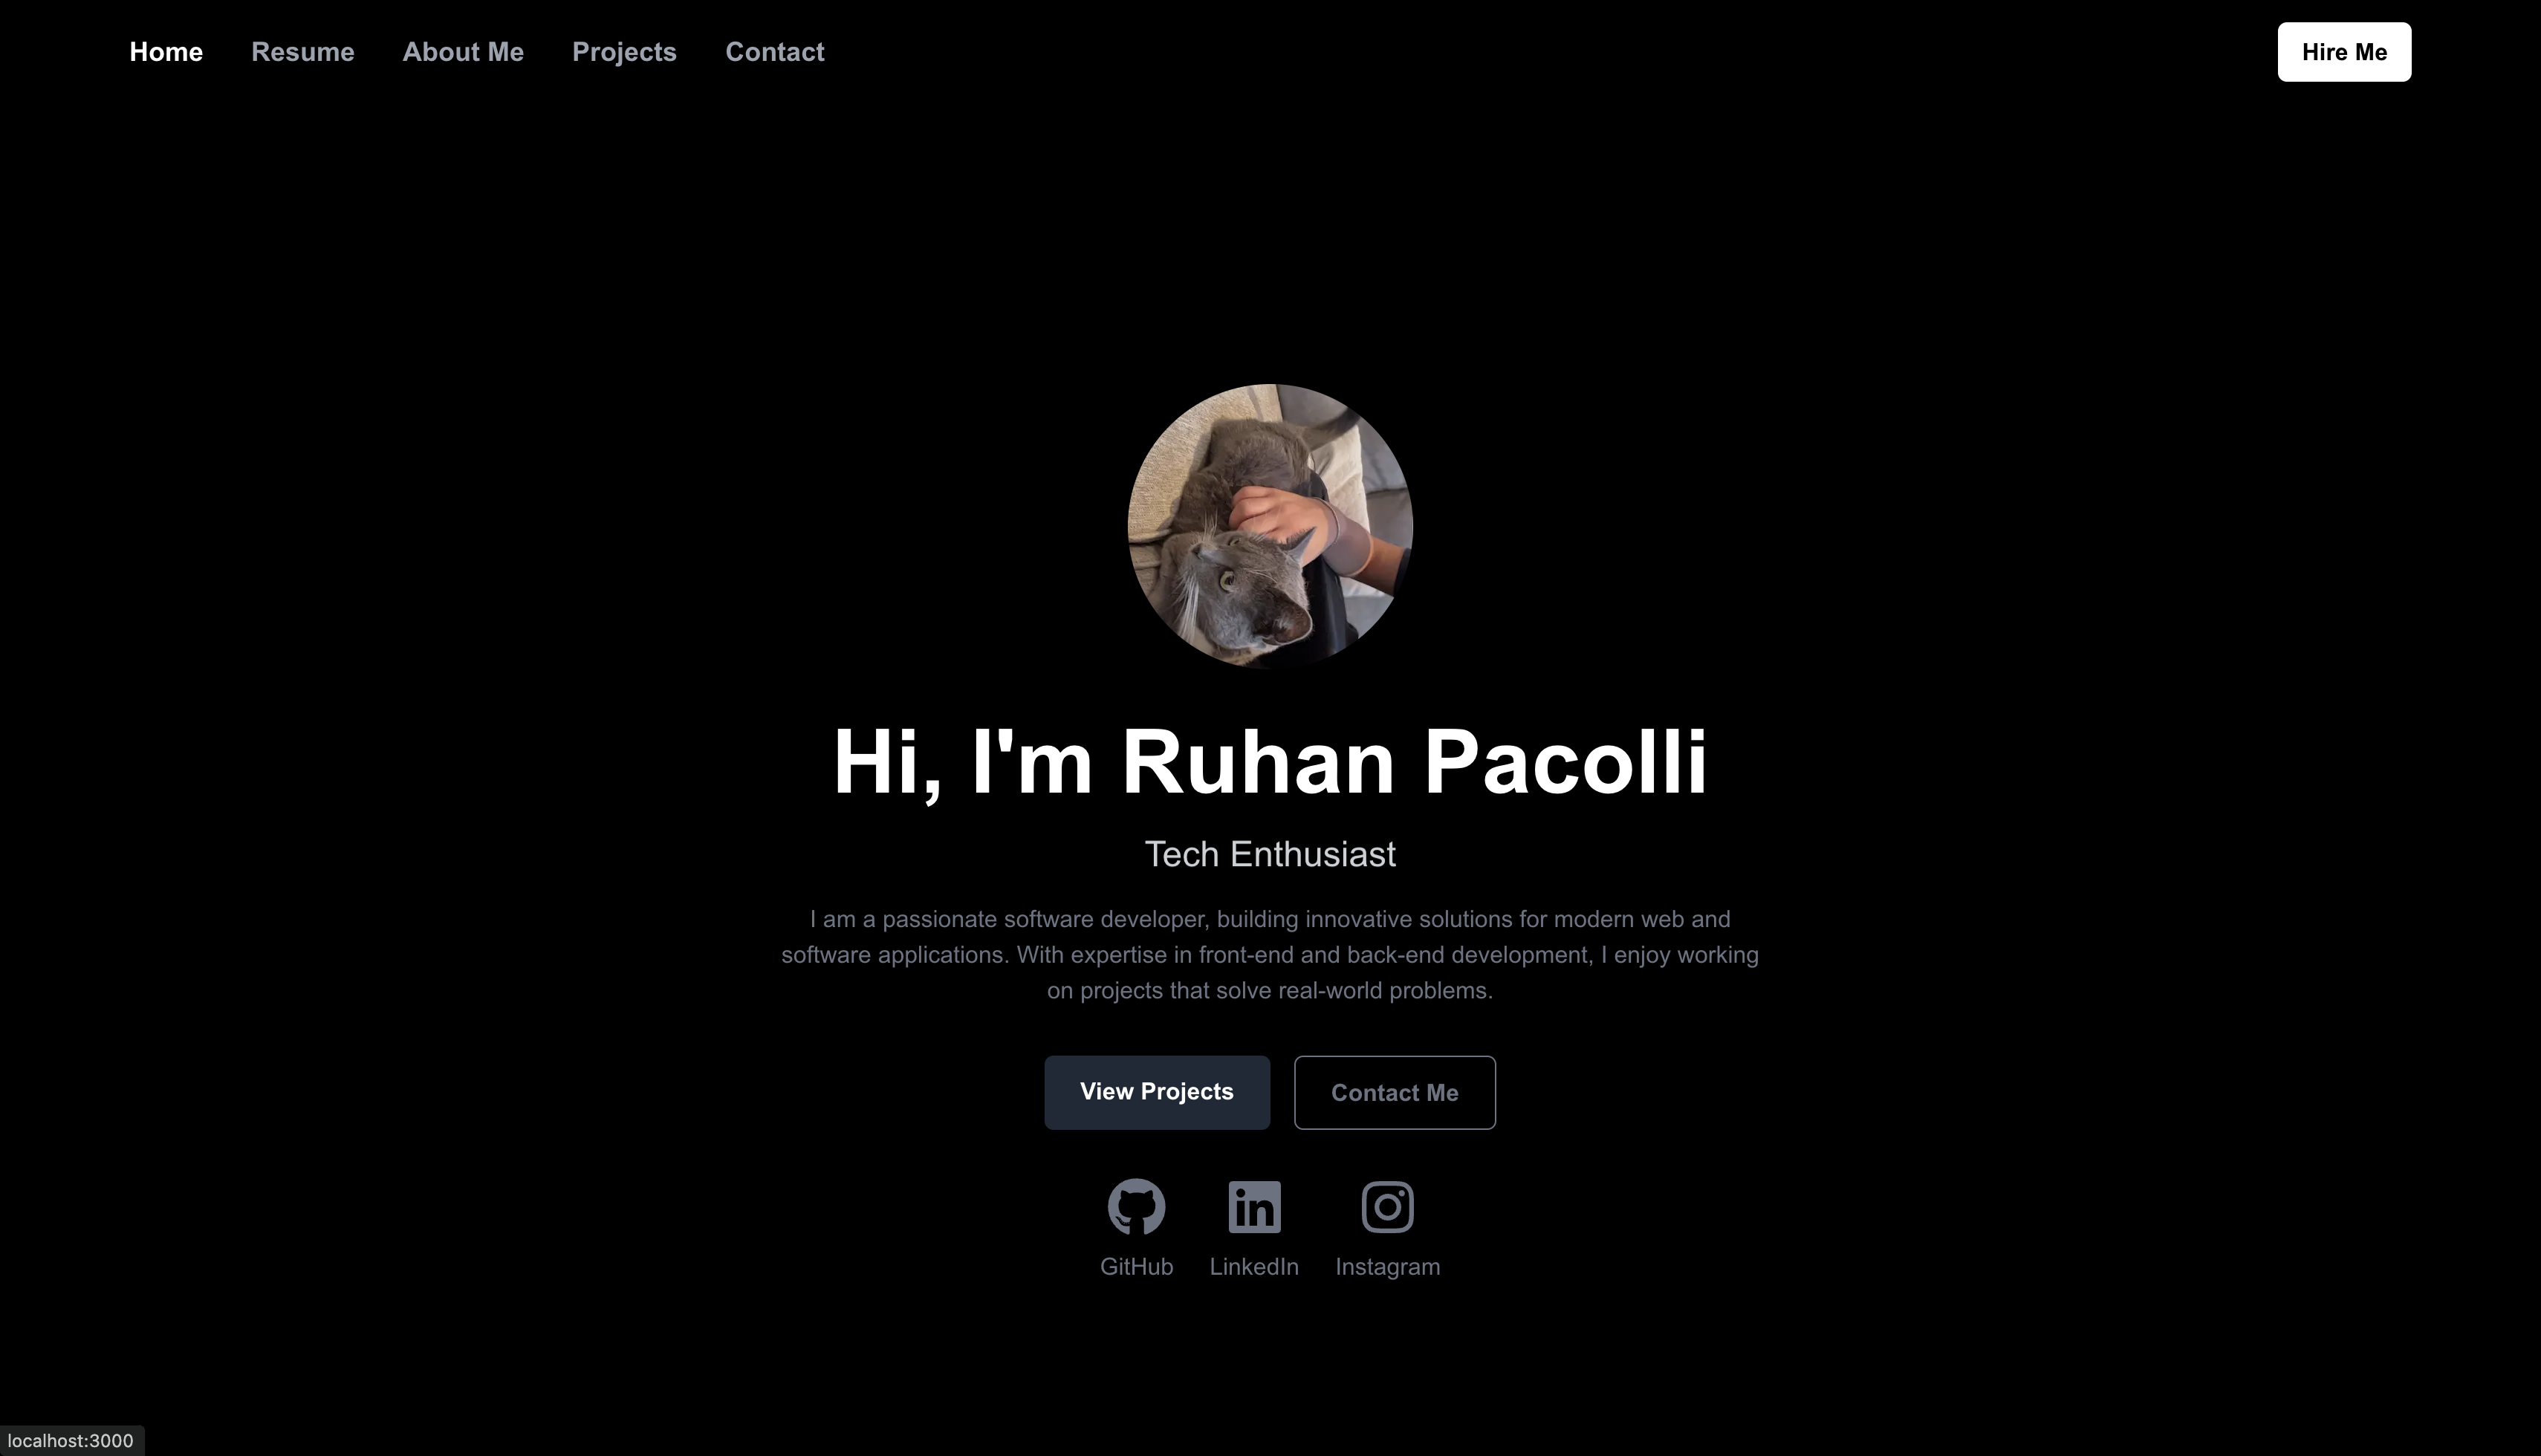 Home Resume About Me Projects Contact Hire Me
Hi, I'm Ruhan Pacolli
Tech Enthusiast
I am a passionate software developer, building innovative solutions for modern web and
software applications. With expertise in front-end and back-end development, I enjoy working
on projects that solve real-world problems.
View Projects Contact Me
GitHub LinkedIn Instagram
localhost:3000